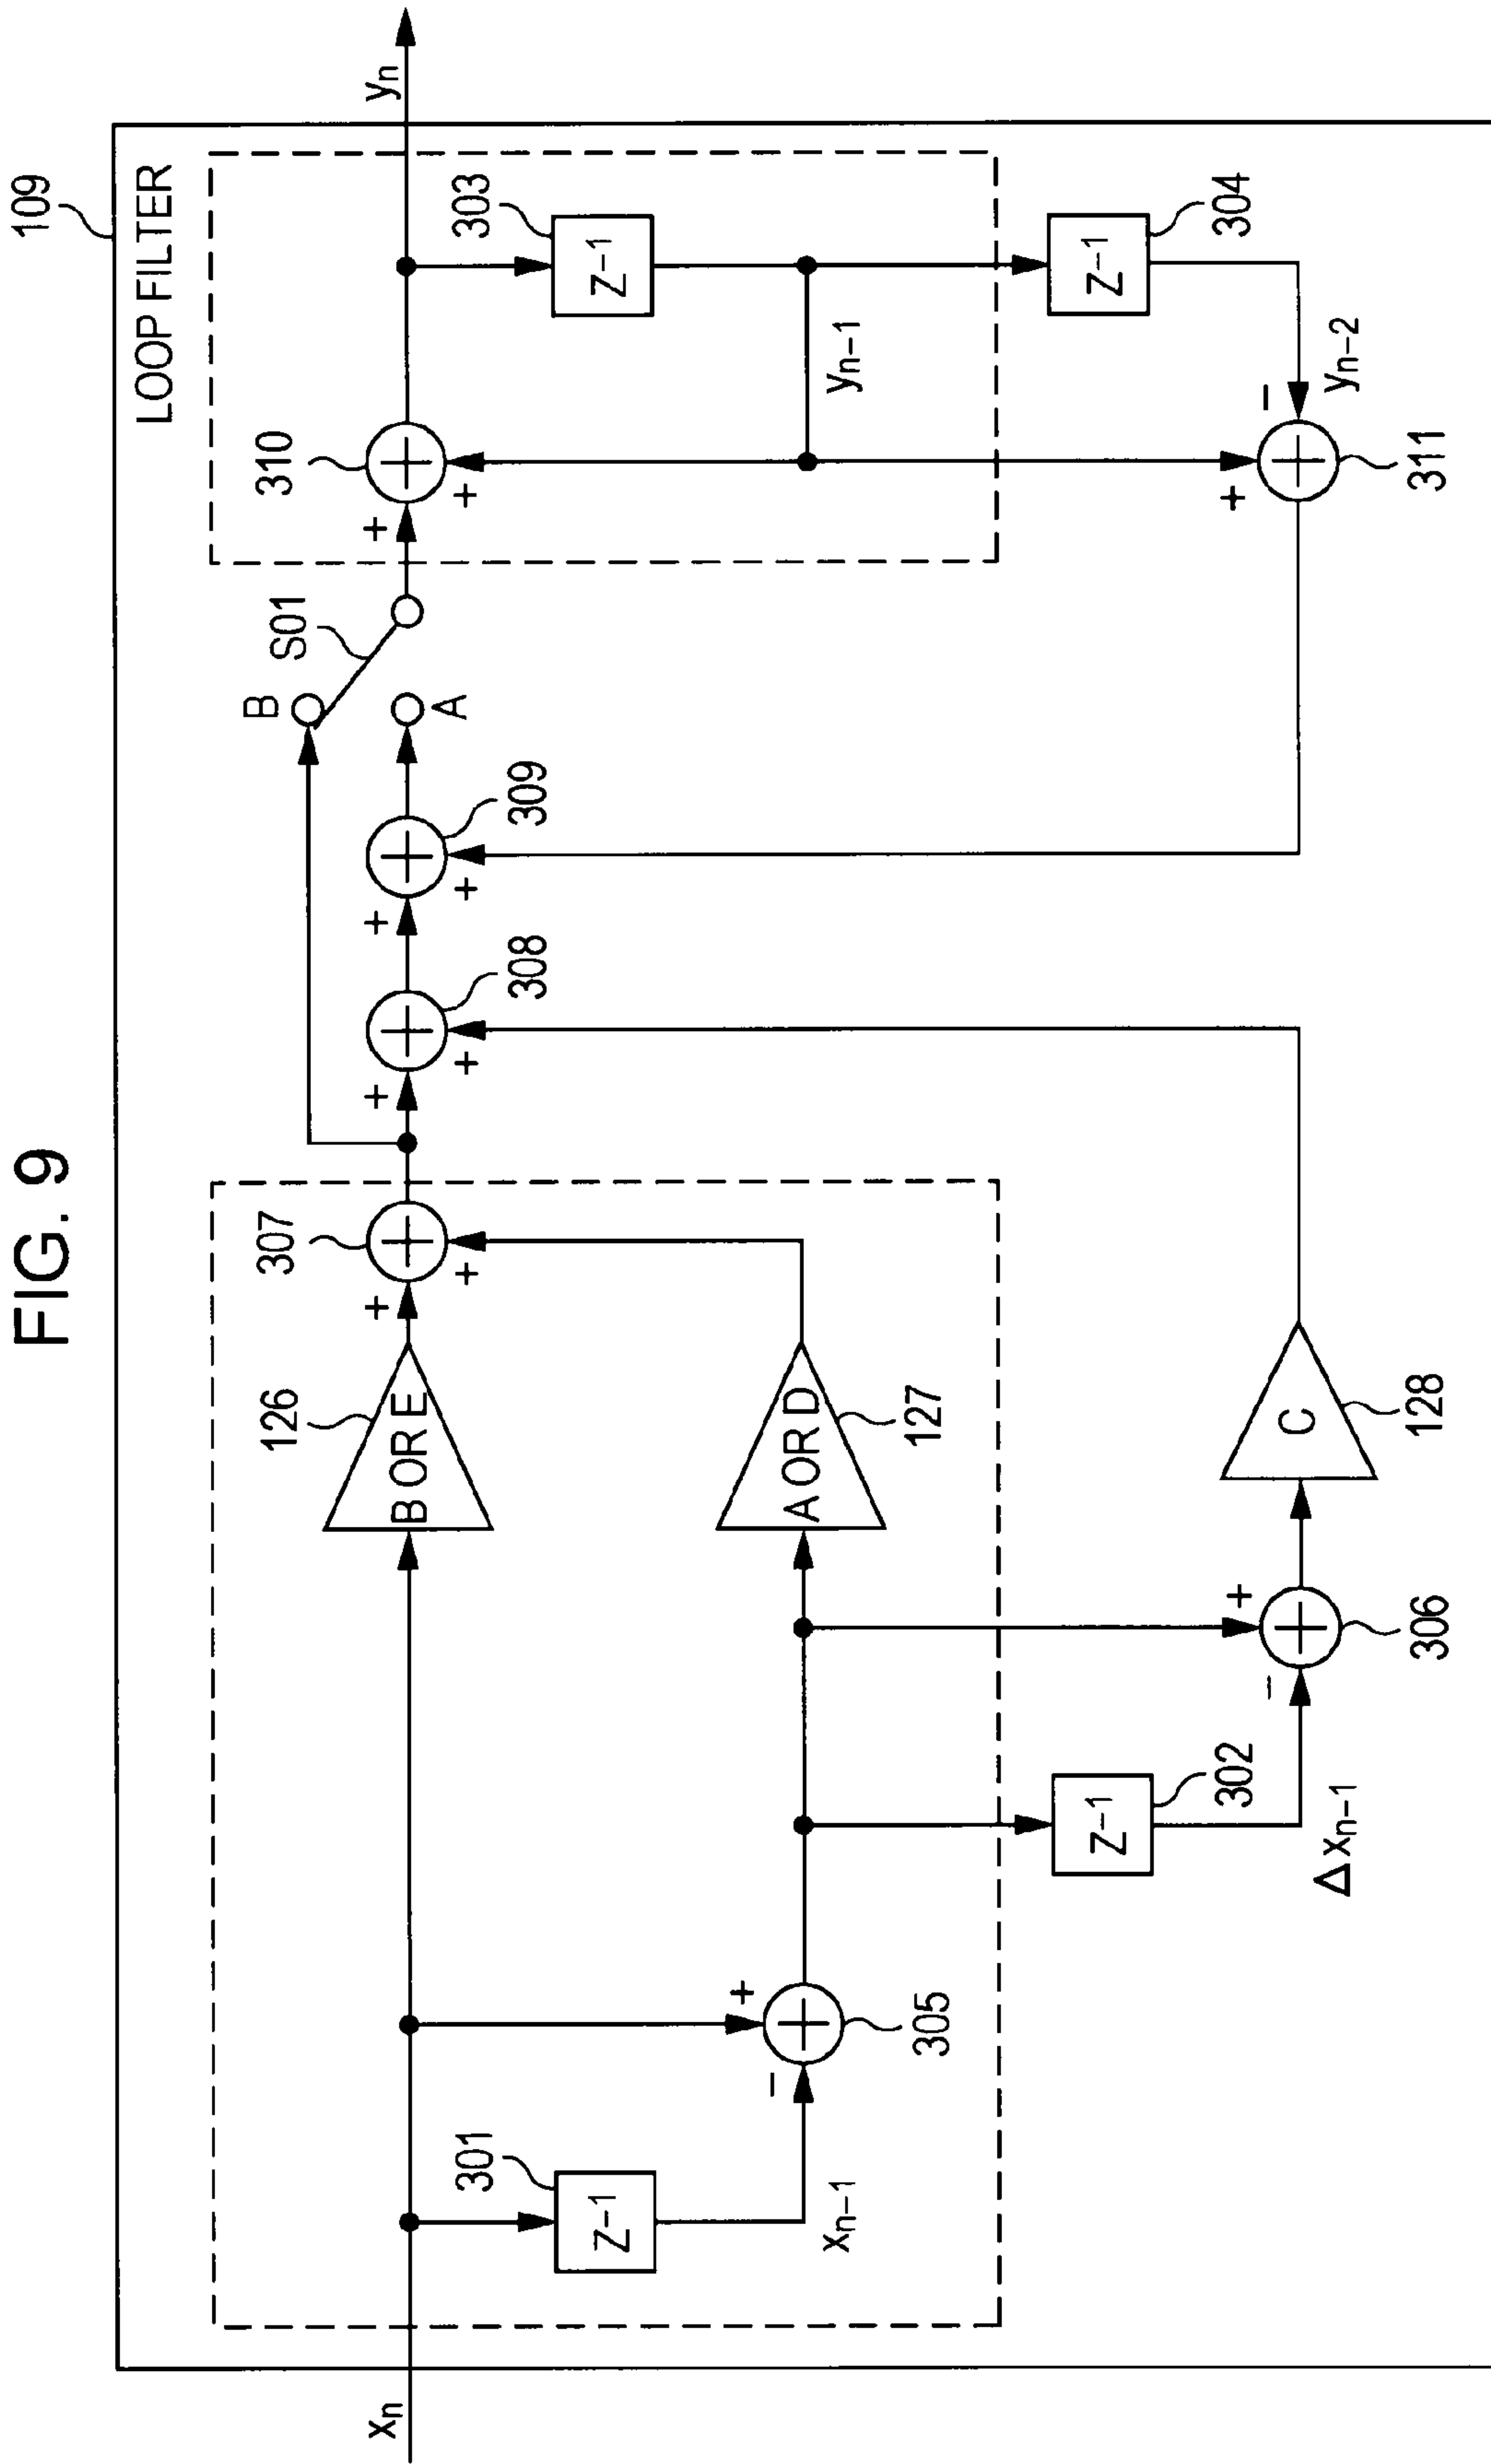 FIG. 9
109
LOOP FILTER
xₙ
301
Z⁻¹
xₙ₋₁
+
−
305
126
B OR E
127
A OR D
302
Z⁻¹
Δxₙ₋₁
+
−
306
C
128
307
+
+
308
+
+
309
+
+
B
A
S01
310
+
+
303
Z⁻¹
yₙ₋₁
304
Z⁻¹
yₙ₋₂
+
−
311
yₙ